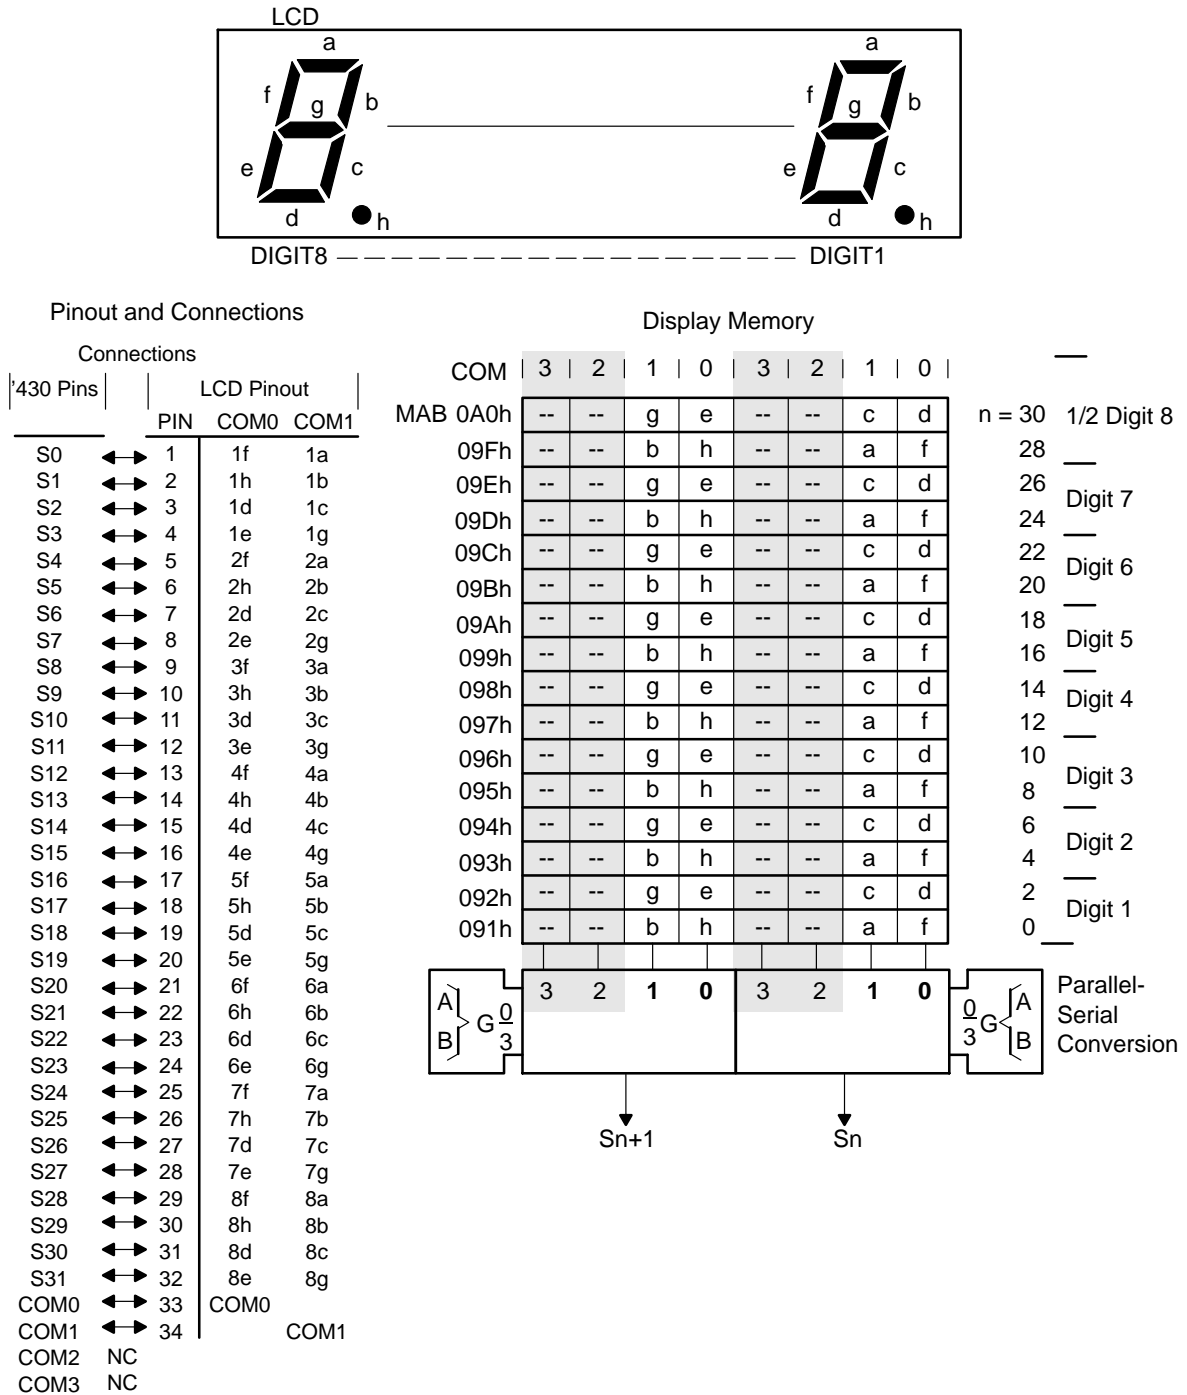 LCD
a a
f g b f g b
e c e c
d h d h
DIGIT8 DIGIT1
Pinout and Connections
Display Memory
Connections
'430 Pins LCD Pinout
PIN COM0 COM1
S0 1 1f 1a
S1 2 1h 1b
S2 3 1d 1c
S3 4 1e 1g
S4 5 2f 2a
S5 6 2h 2b
S6 7 2d 2c
S7 8 2e 2g
S8 9 3f 3a
S9 10 3h 3b
S10 11 3d 3c
S11 12 3e 3g
S12 13 4f 4a
S13 14 4h 4b
S14 15 4d 4c
S15 16 4e 4g
S16 17 5f 5a
S17 18 5h 5b
S18 19 5d 5c
S19 20 5e 5g
S20 21 6f 6a
S21 22 6h 6b
S22 23 6d 6c
S23 24 6e 6g
S24 25 7f 7a
S25 26 7h 7b
S26 27 7d 7c
S27 28 7e 7g
S28 29 8f 8a
S29 30 8h 8b
S30 31 8d 8c
S31 32 8e 8g
COM0 33 COM0
COM1 34 COM1
COM2 NC
COM3 NC
COM 3 2 1 0 3 2 1 0
MAB 0A0h -- -- g e -- -- c d n = 30 1/2 Digit 8
09Fh -- -- b h -- -- a f 28
09Eh -- -- g e -- -- c d 26
Digit 7
09Dh -- -- b h -- -- a f 24
09Ch -- -- g e -- -- c d 22
Digit 6
09Bh -- -- b h -- -- a f 20
09Ah -- -- g e -- -- c d 18
Digit 5
099h -- -- b h -- -- a f 16
098h -- -- g e -- -- c d 14
Digit 4
097h -- -- b h -- -- a f 12
096h -- -- g e -- -- c d 10
Digit 3
095h -- -- b h -- -- a f 8
094h -- -- g e -- -- c d 6
Digit 2
093h -- -- b h -- -- a f 4
092h -- -- g e -- -- c d 2
Digit 1
091h -- -- b h -- -- a f 0
3 2 1 0 3 2 1 0
A G 0 0 G A
B 3 3 B
Parallel-
Serial
Conversion
Sn+1 Sn